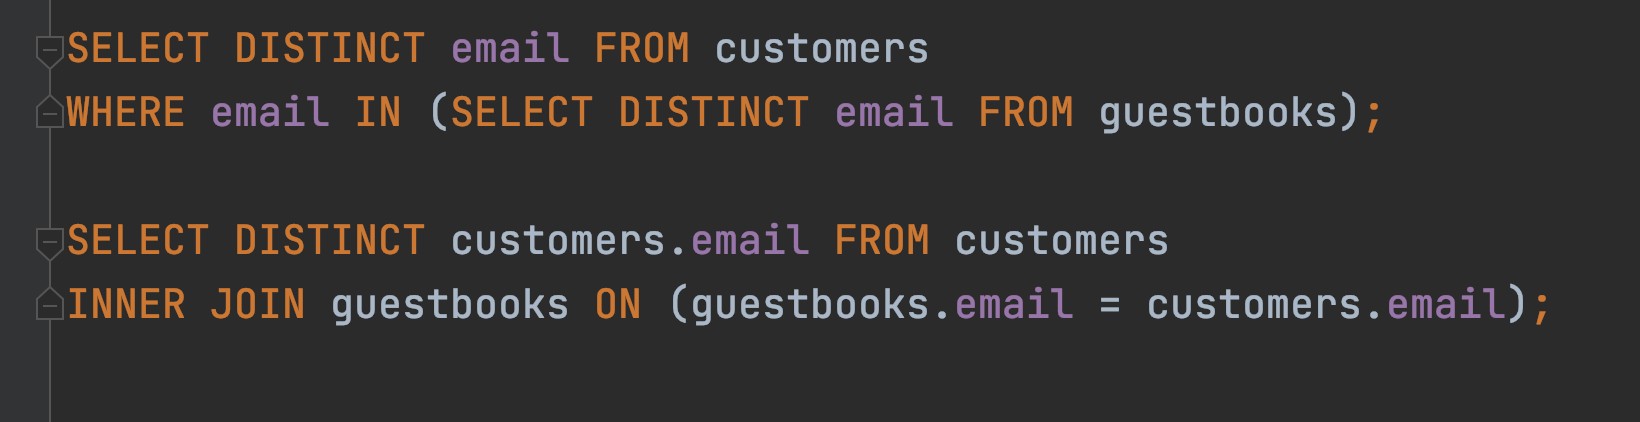 SELECT DISTINCT email FROM customers
WHERE email IN (SELECT DISTINCT email FROM guestbooks);
SELECT DISTINCT customers.email FROM customers
INNER JOIN guestbooks ON (guestbooks.email = customers.email);